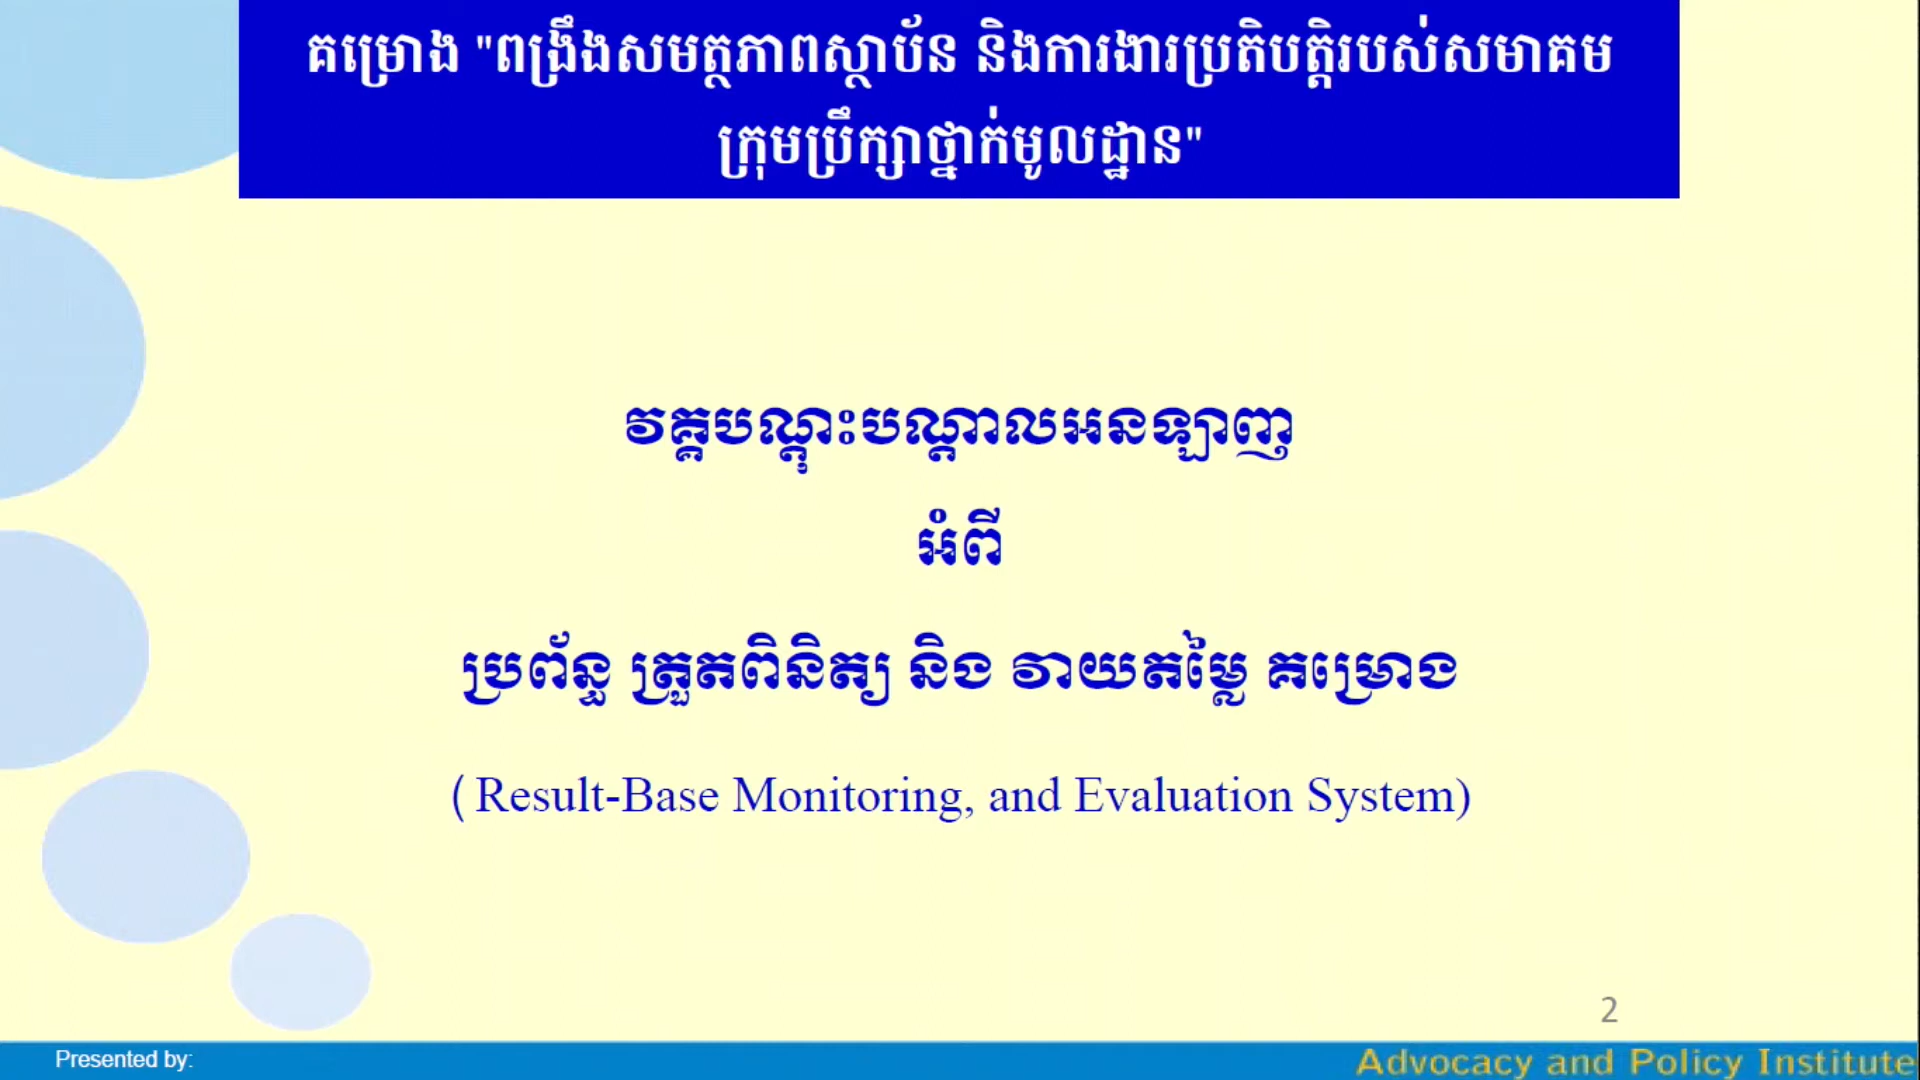 គម្រោង "ពង្រឹងសមត្ថភាពស្ថាប័ន និងការងារប្រតិបត្តិរបស់សមាគម
ក្រុមប្រឹក្សាថ្នាក់មូលដ្ឋាន"
វគ្គបណ្តុះបណ្តាលអនឡាញ
អំពី
ប្រព័ន្ធ ត្រួតពិនិត្យ និង វាយតម្លៃ គម្រោង
(Result-Base Monitoring, and Evaluation System)
2
Presented by:
Advocacy and Policy Institute